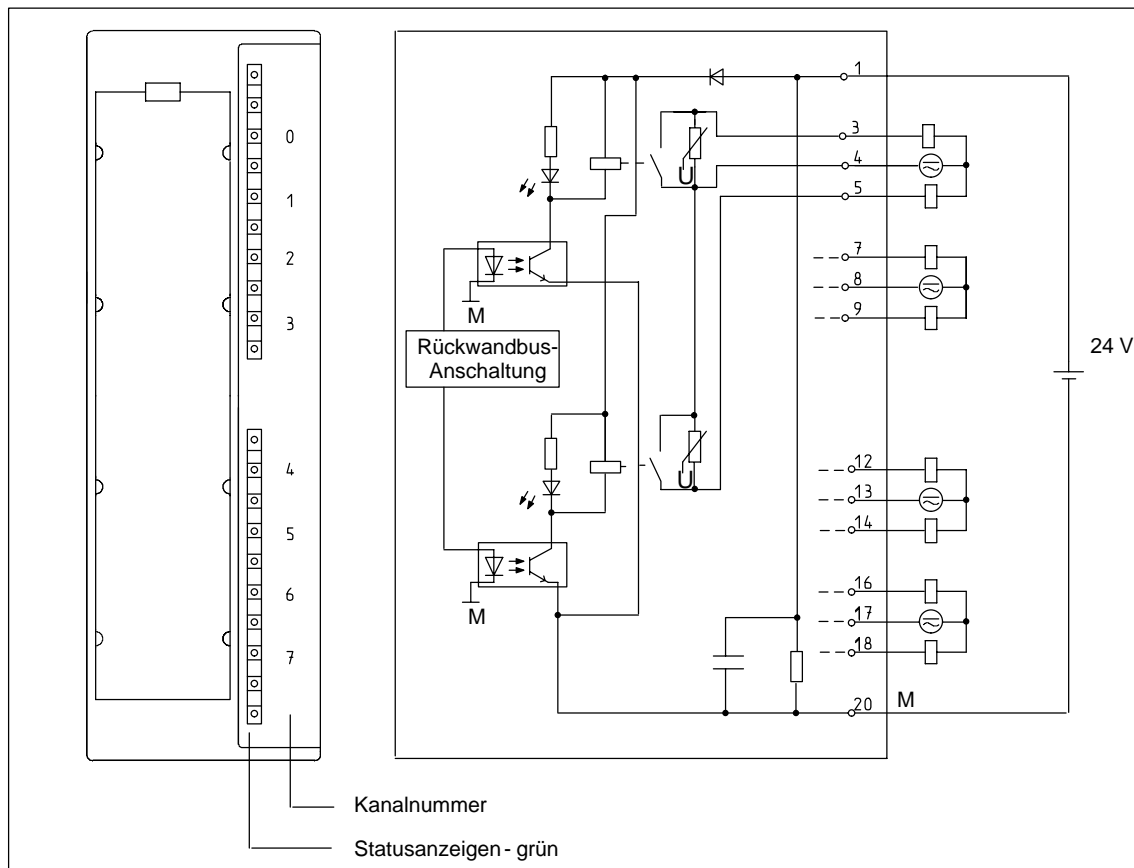 0
1
2
3
4
5
6
7
Kanalnummer
Statusanzeigen - grün
1
3
4
5
7
8
9
12
13
14
16
17
18
20
M
U
U
M
Rückwandbus-
Anschaltung
M
24 V